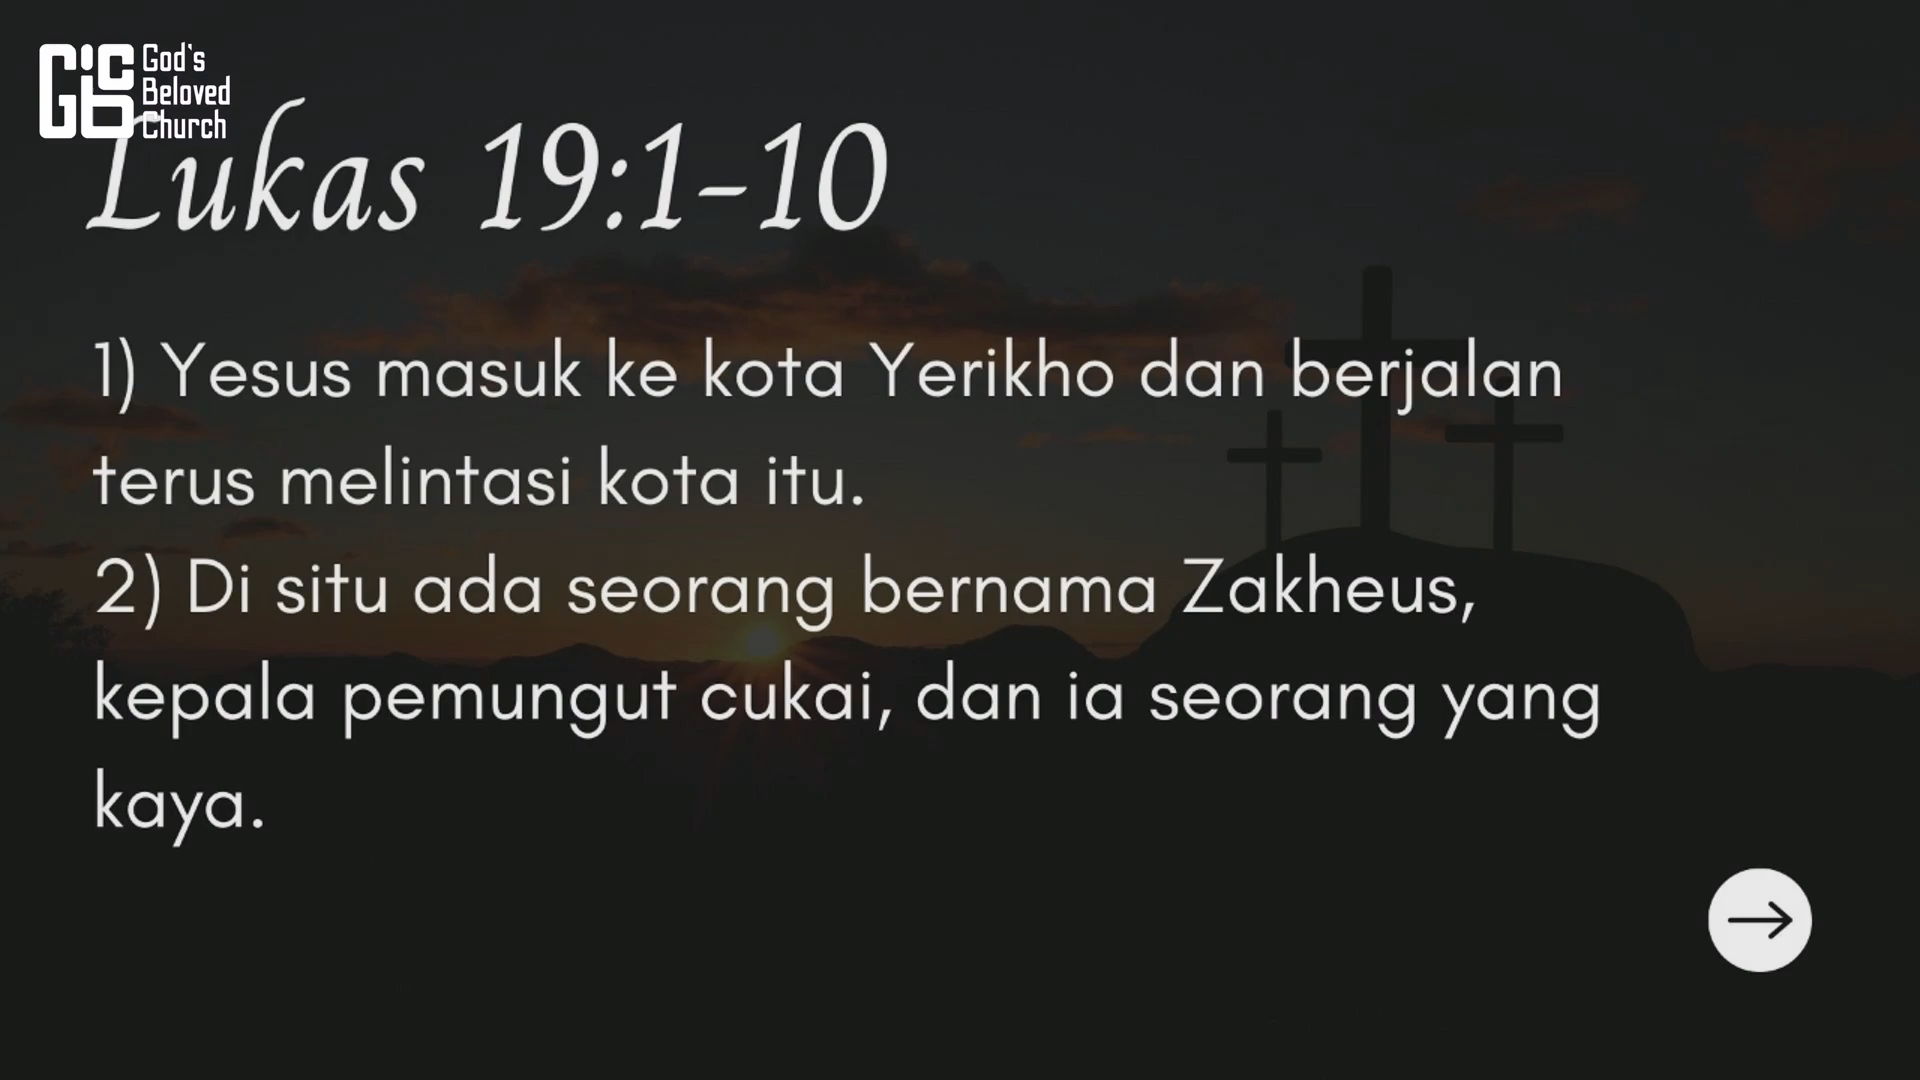 GBC
God's
Beloved
Church
Lukas 19:1-10
1) Yesus masuk ke kota Yerikho dan berjalan
terus melintasi kota itu.
2) Di situ ada seorang bernama Zakheus,
kepala pemungut cukai, dan ia seorang yang
kaya.